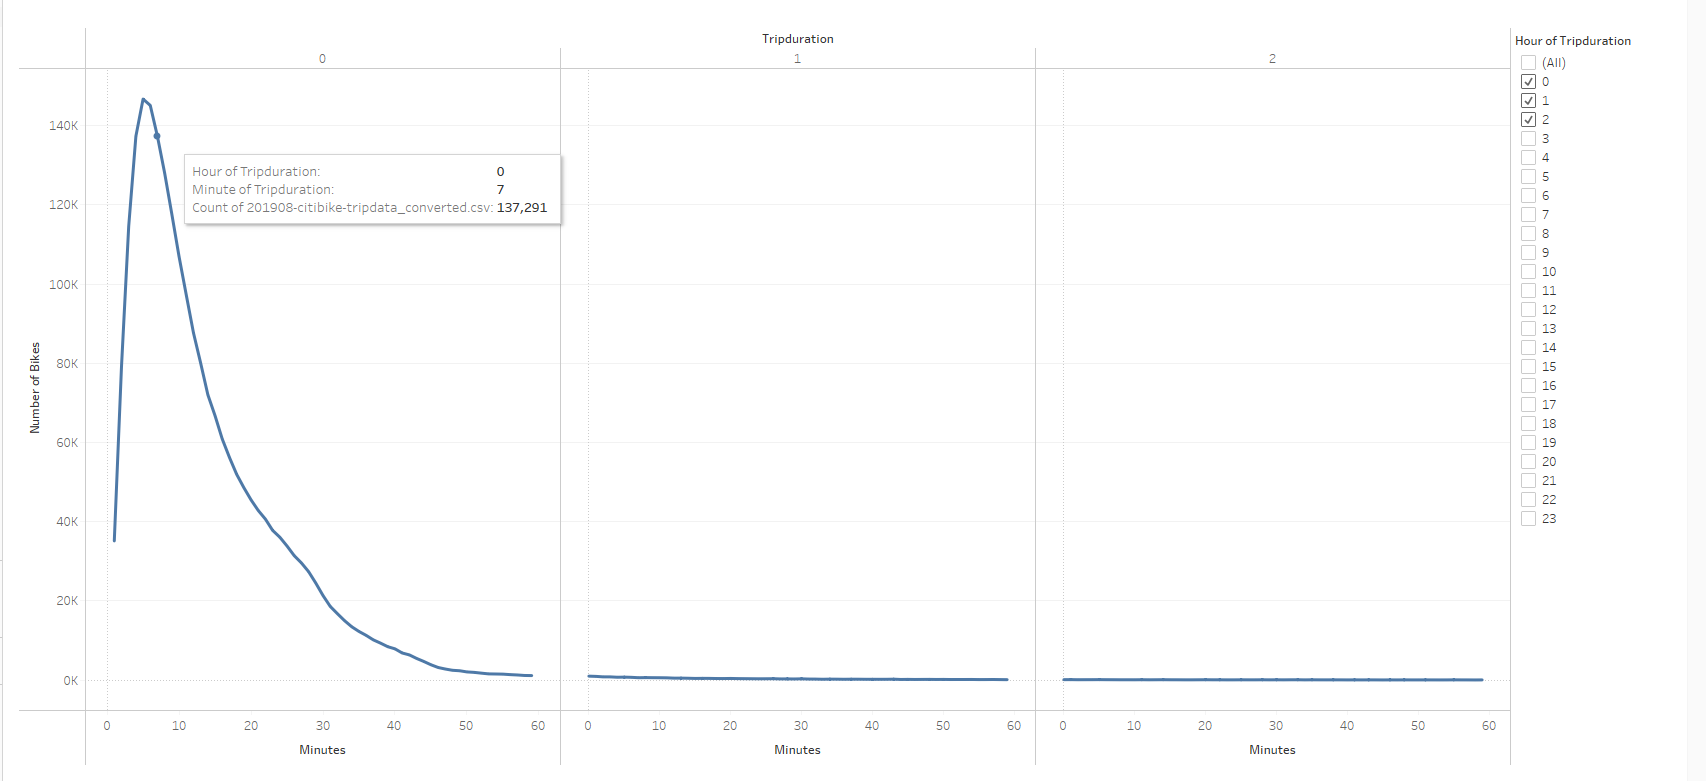 Tripduration
0 1 2
140K
120K
100K
80K
60K
40K
20K
0K
Number of Bikes
Hour of Tripduration: 0
Minute of Tripduration: 7
Count of 201908-citibike-tripdata_converted.csv: 137,291
0 10 20 30 40 50 60 0 10 20 30 40 50 60 0 10 20 30 40 50 60
Minutes Minutes Minutes
Hour of Tripduration
(All)
0
1
2
3
4
5
6
7
8
9
10
11
12
13
14
15
16
17
18
19
20
21
22
23